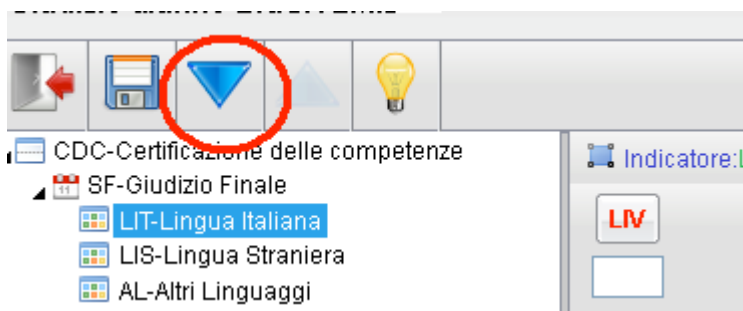 CDC-Certificazione delle competenze
SF-Giudizio Finale
LIT-Lingua Italiana
LIS-Lingua Straniera
AL-Altri Linguaggi
Indicatore:L
LIV